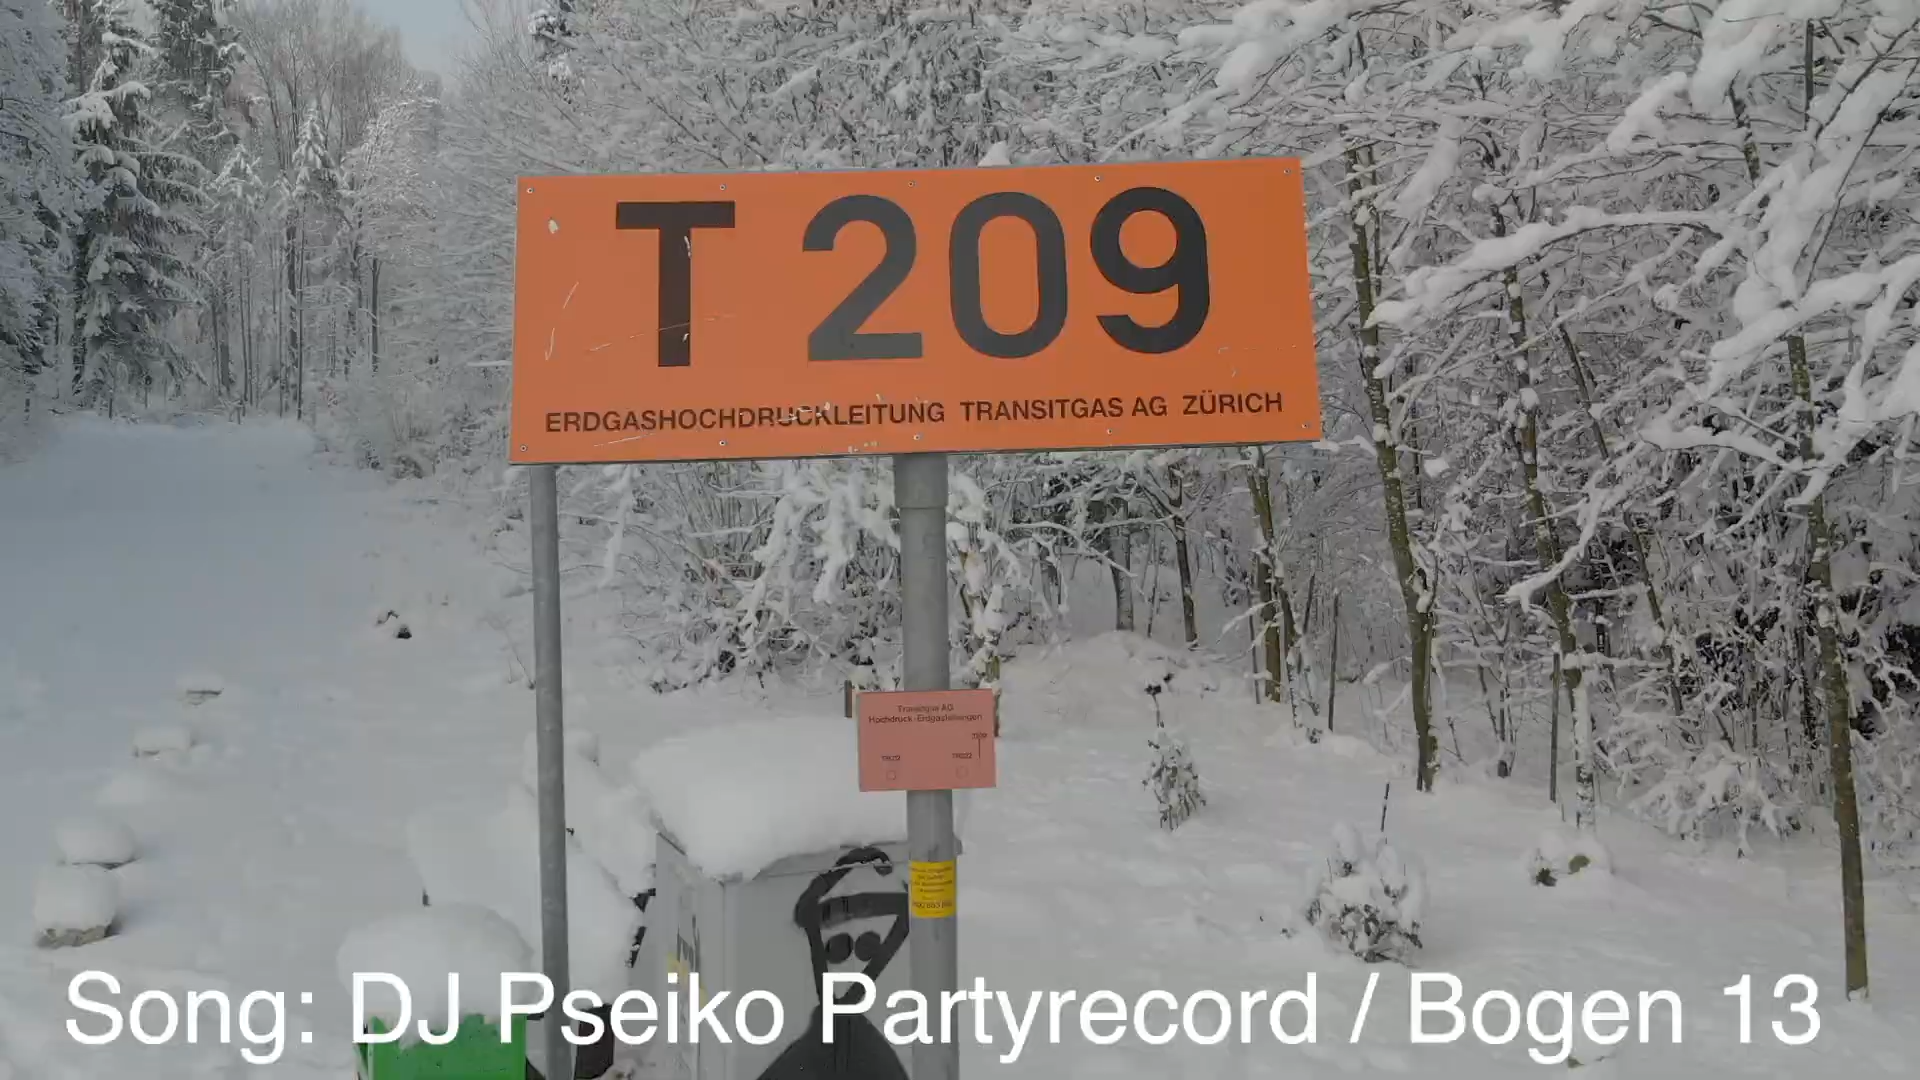 T 209
ERDGASHOCHDRUCKLEITUNG TRANSITGAS AG ZÜRICH
Transitgas AG
Hochdruck-Erdgasleitungen
Song: DJ Pseiko Partyrecord / Bogen 13